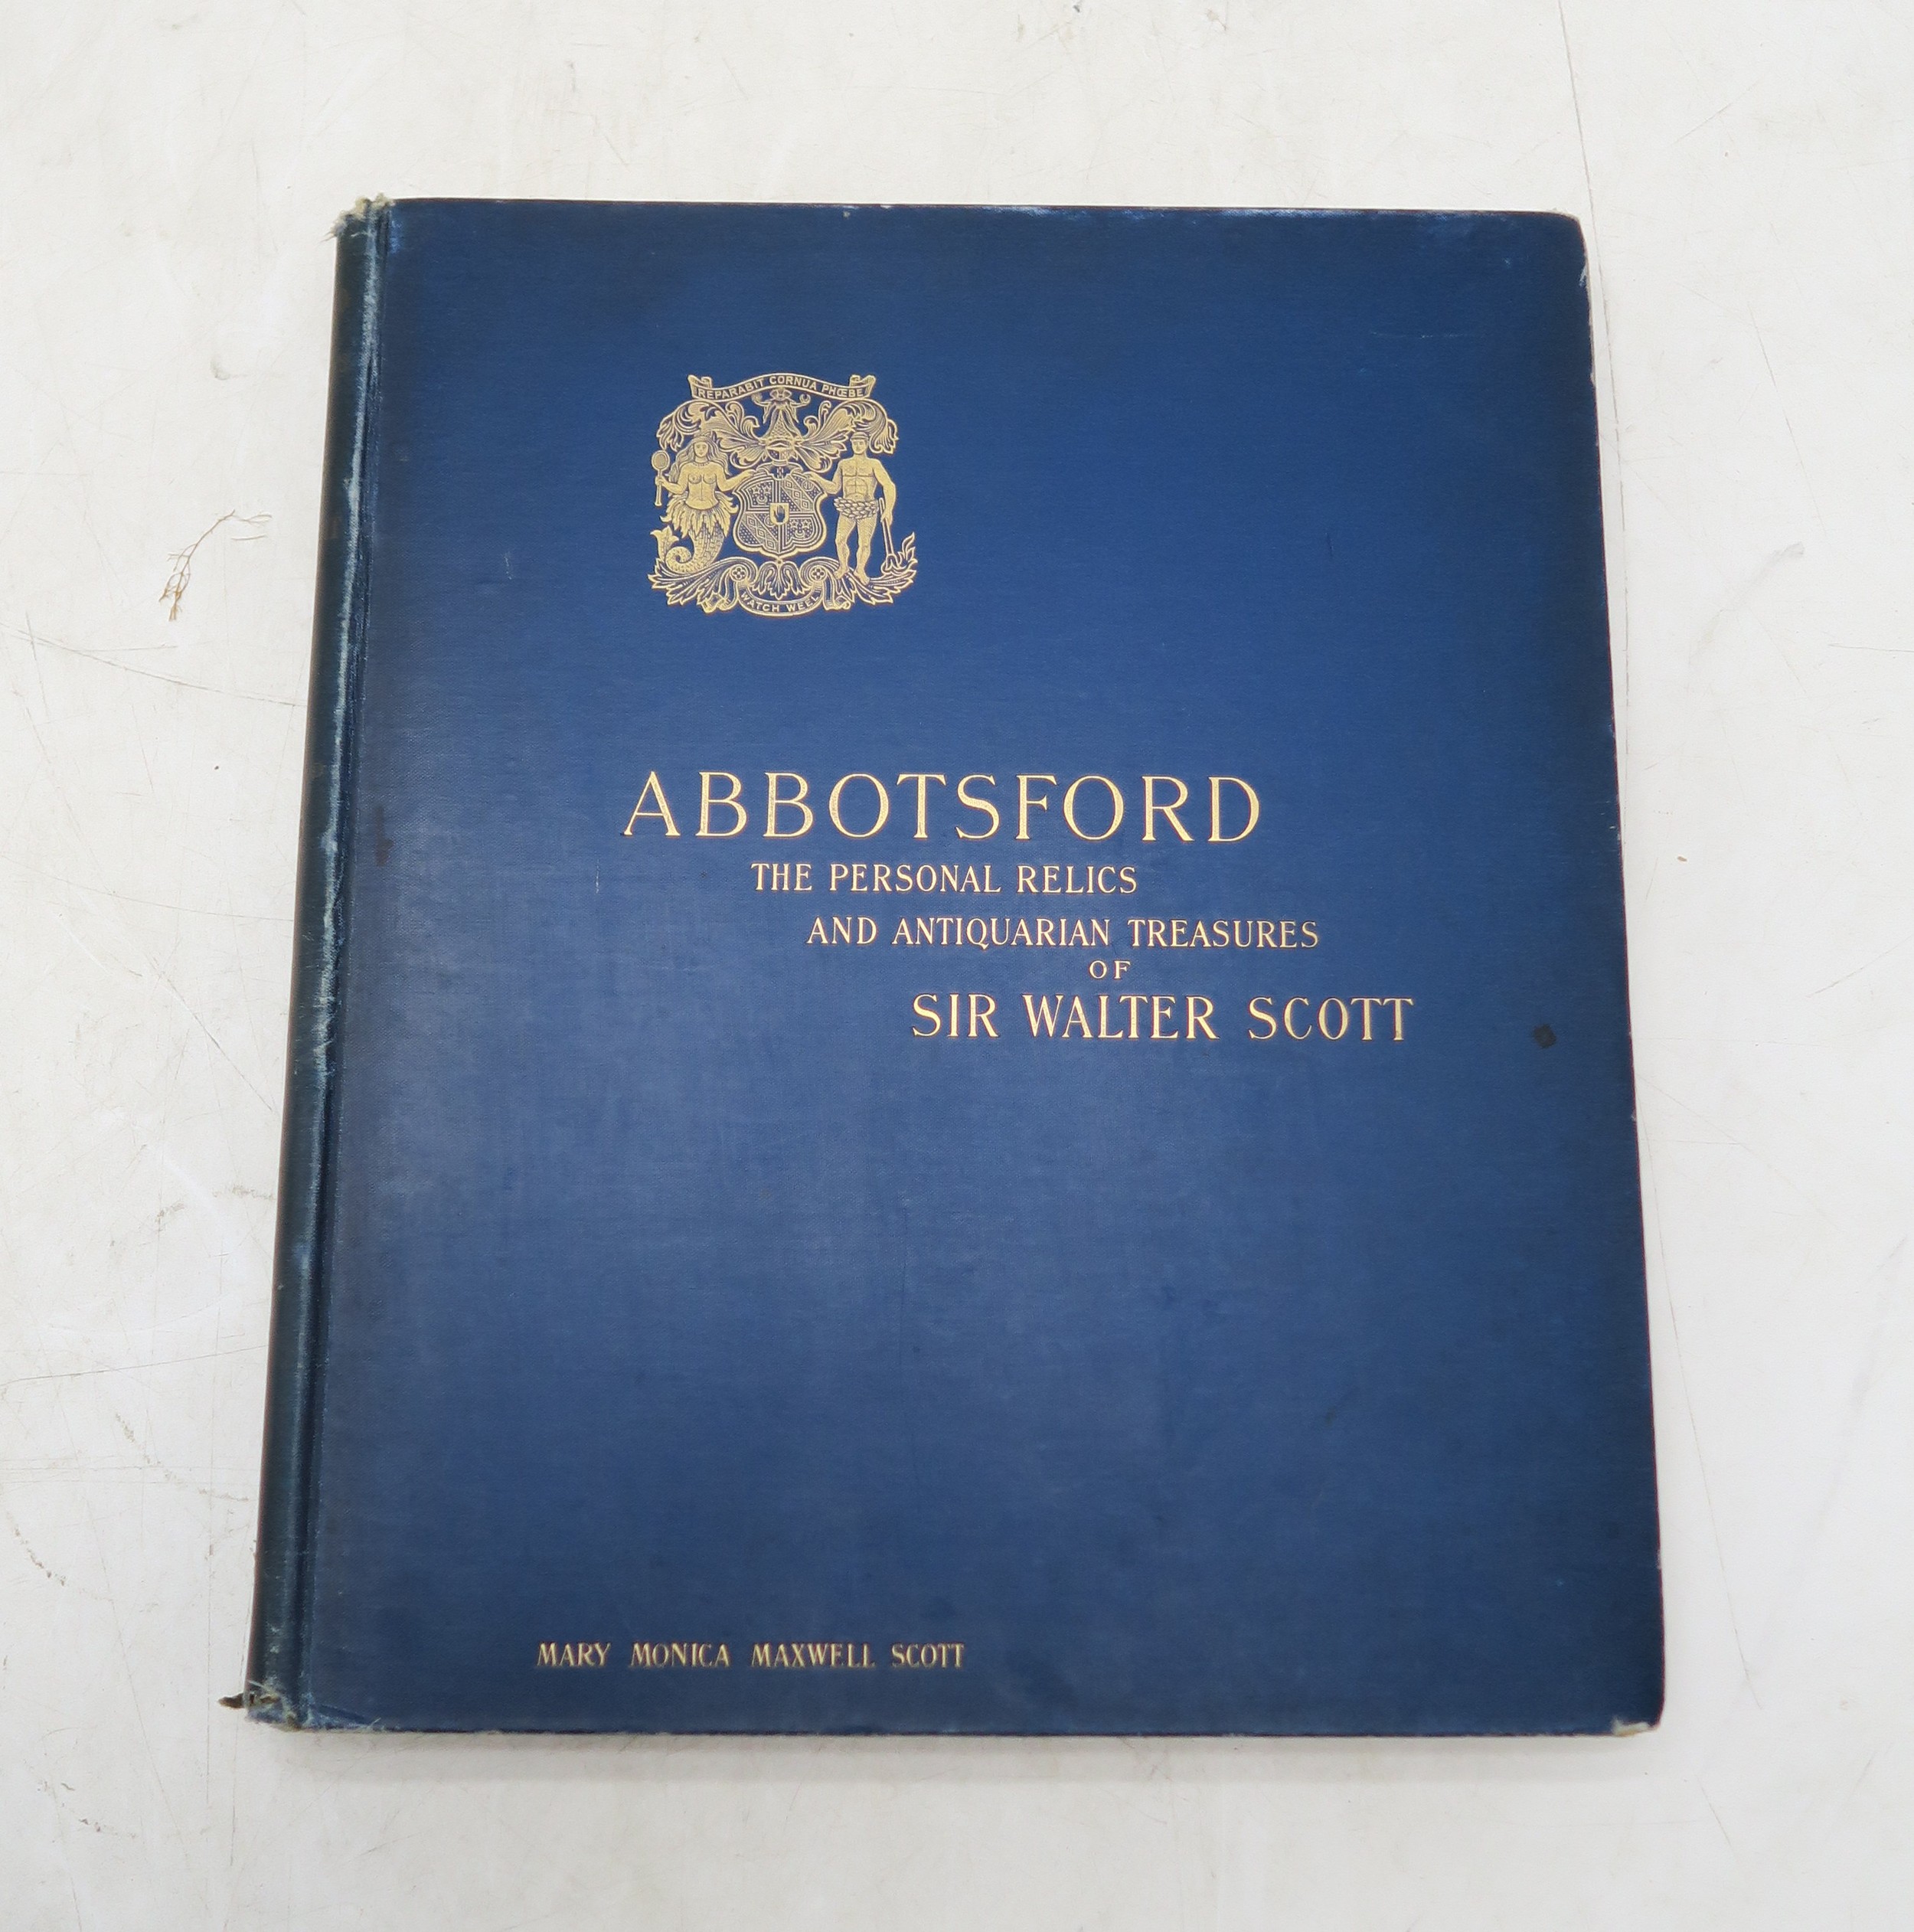 REPARABIT CORNUA PHŒBE
WATCH WEEL
ABBOTSFORD
THE PERSONAL RELICS
AND ANTIQUARIAN TREASURES
OF
SIR WALTER SCOTT
MARY MONICA MAXWELL SCOTT